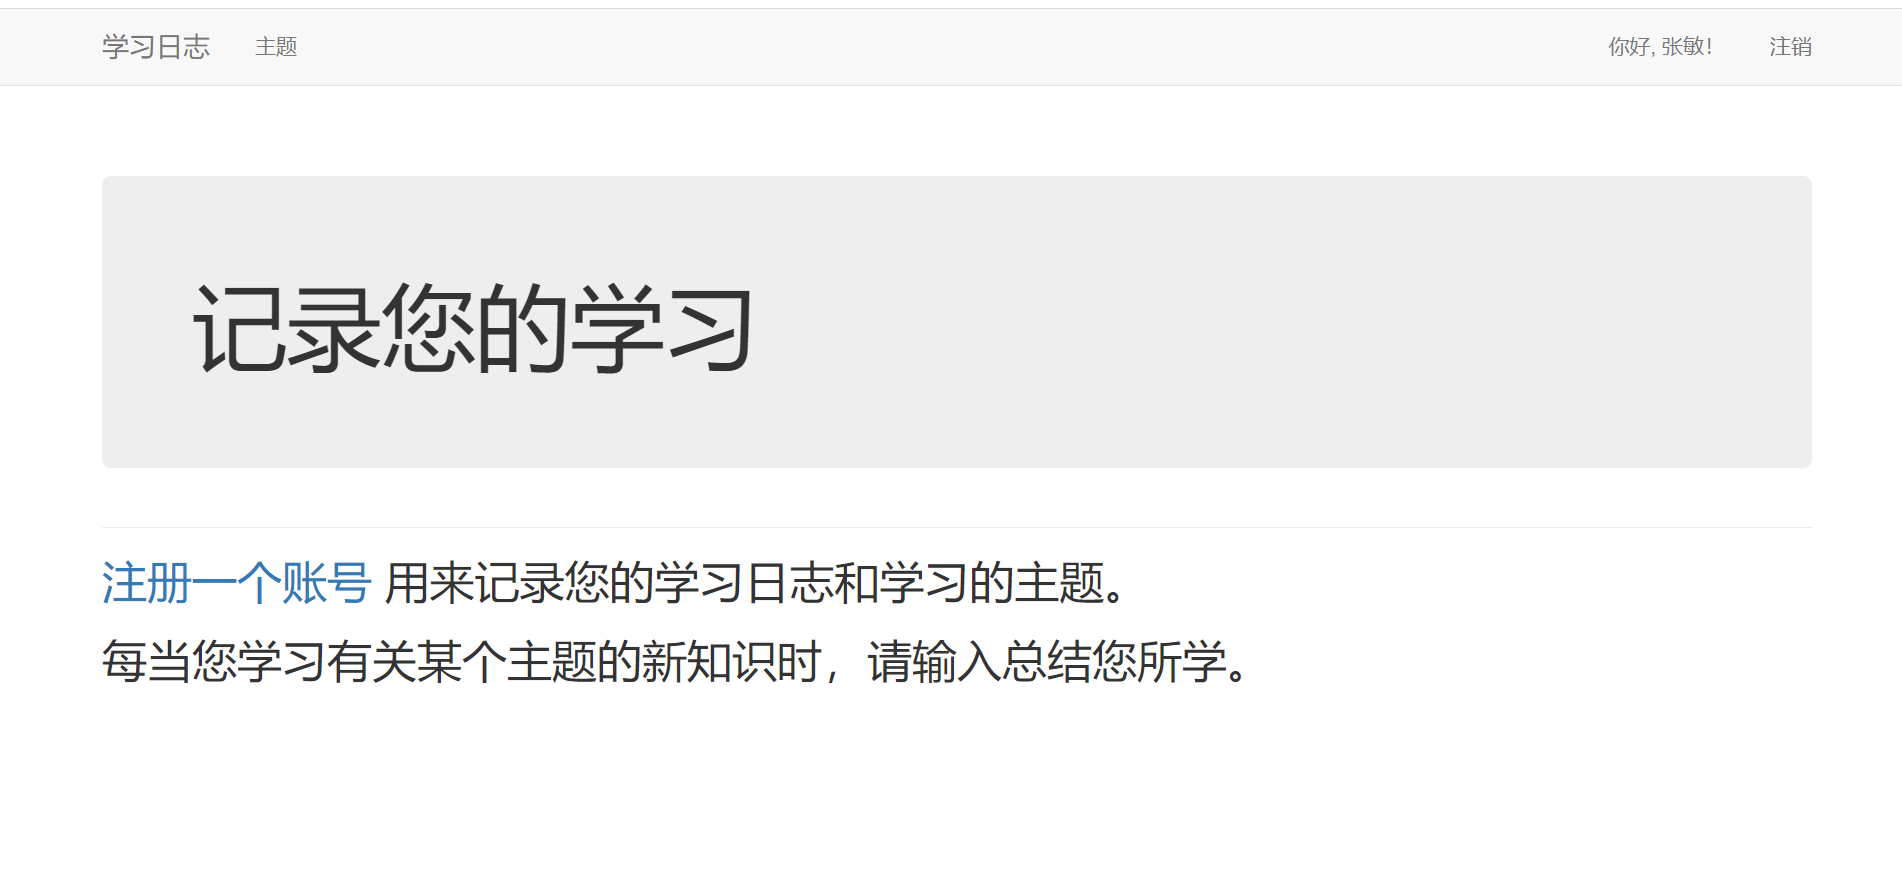 学习日志 主题 你好, 张敏! 注销
记录您的学习
注册一个账号 用来记录您的学习日志和学习的主题。
每当您学习有关某个主题的新知识时，请输入总结您所学。